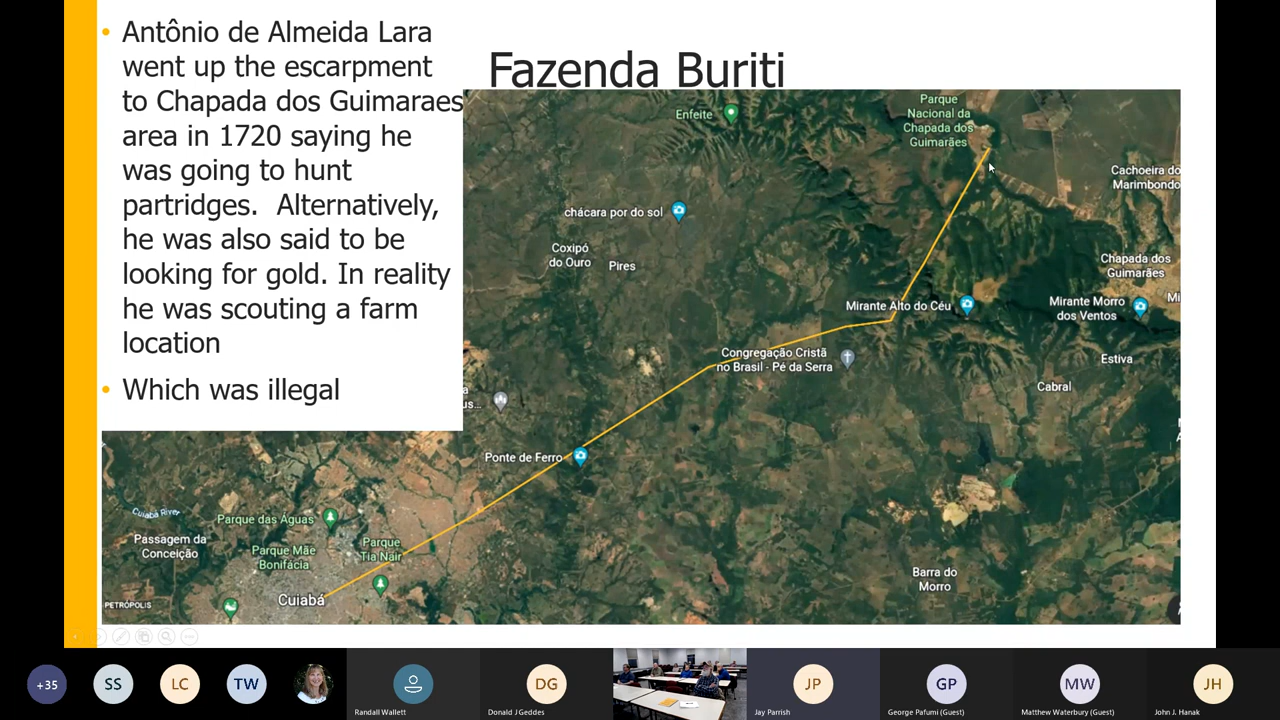 Antônio de Almeida Lara
went up the escarpment
to Chapada dos Guimaraes
area in 1720 saying he
was going to hunt
partridges. Alternatively,
he was also said to be
looking for gold. In reality
he was scouting a farm
location
Which was illegal
Fazenda Buriti
Enfeite
Parque
Nacional da
Chapada dos
Guimarães
Cachoeira do
Marimbondo
chácara por do sol
Coxipó
do Ouro
Pires
Chapada dos
Guimarães
Mirante Alto do Céu
Mirante Morro
dos Ventos
Mi
Congregação Cristã
no Brasil - Pé da Serra
Estiva
Cabral
us...
Ponte de Ferro
Cuiabá River
Parque das Águas
Passagem da
Conceição
Parque Mãe
Bonifácia
Parque
Tia Nair
Barra do
Morro
Cuiabá
PETRÓPOLIS
+35
SS
LC
TW
Randall Wallett
DG
Donald J Geddes
JP
Jay Parrish
GP
George Pafumi (Guest)
MW
Matthew Waterbury (Guest)
JH
John J. Hanak